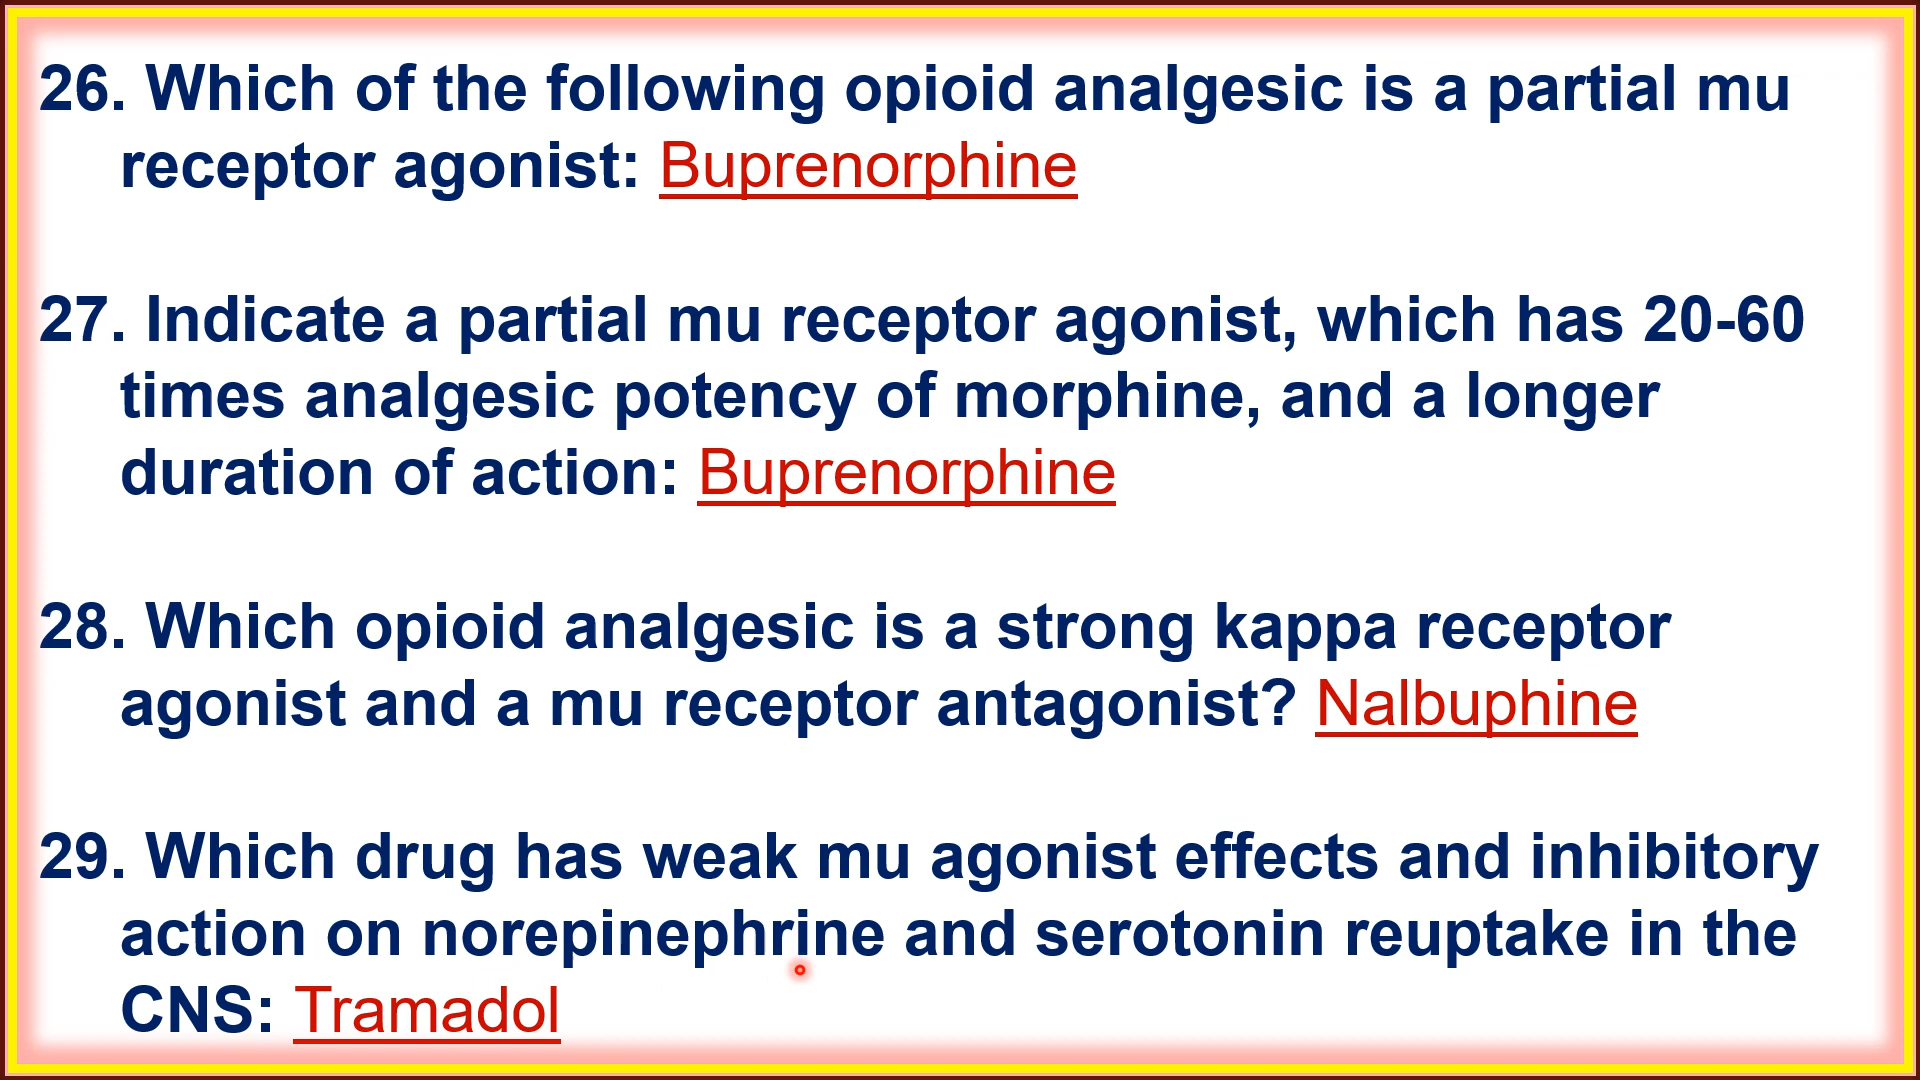 26. Which of the following opioid analgesic is a partial mu
receptor agonist: Buprenorphine
27. Indicate a partial mu receptor agonist, which has 20-60
times analgesic potency of morphine, and a longer
duration of action: Buprenorphine
28. Which opioid analgesic is a strong kappa receptor
agonist and a mu receptor antagonist? Nalbuphine
29. Which drug has weak mu agonist effects and inhibitory
action on norepinephrine and serotonin reuptake in the
CNS: Tramadol